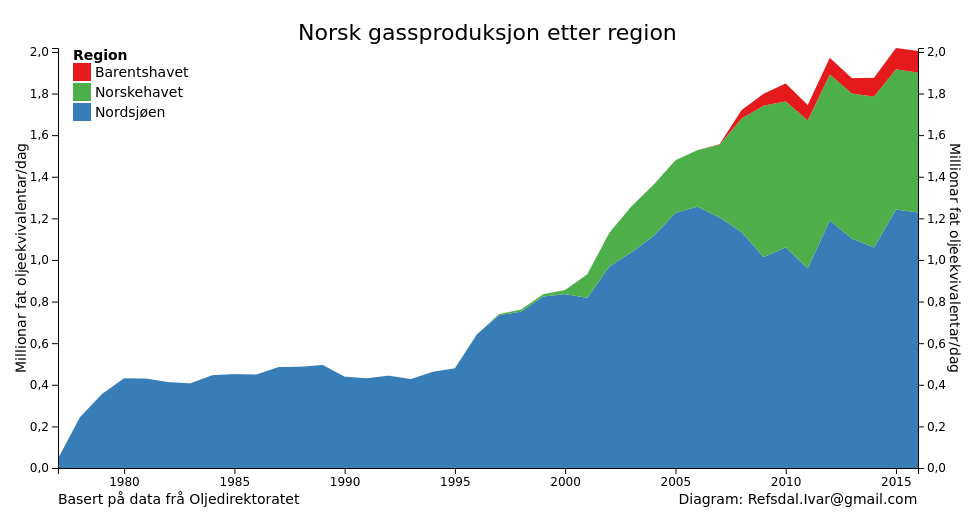 Norsk gassproduksjon etter region
Region
Barentshavet
Norskehavet
Nordsjøen
Millionar fat oljeekvivalentar/dag
2,0
1,8
1,6
1,4
1,2
1,0
0,8
0,6
0,4
0,2
0,0
2,0
1,8
1,6
1,4
1,2
1,0
0,8
0,6
0,4
0,2
0,0
Millionar fat oljeekvivalentar/dag
1980 1985 1990 1995 2000 2005 2010 2015
Basert på data frå Oljedirektoratet
Diagram: Refsdal.Ivar@gmail.com